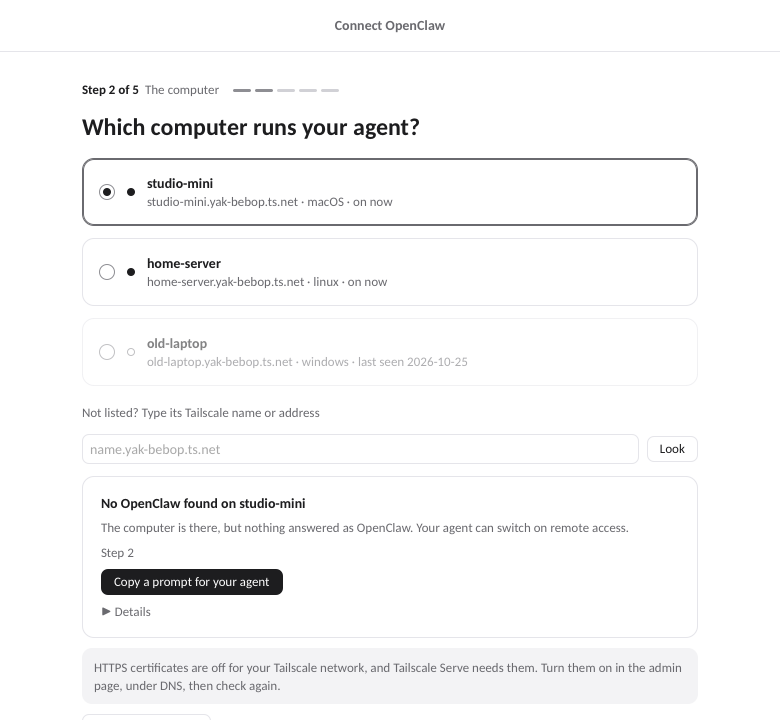 Connect OpenClaw
Step 2 of 5 The computer
Which computer runs your agent?
studio-mini
studio-mini.yak-bebop.ts.net · macOS · on now
home-server
home-server.yak-bebop.ts.net · linux · on now
old-laptop
old-laptop.yak-bebop.ts.net · windows · last seen 2026-10-25
Not listed? Type its Tailscale name or address
name.yak-bebop.ts.net
Look
No OpenClaw found on studio-mini
The computer is there, but nothing answered as OpenClaw. Your agent can switch on remote access.
Step 2
Copy a prompt for your agent
Details
HTTPS certificates are off for your Tailscale network, and Tailscale Serve needs them. Turn them on in the admin
page, under DNS, then check again.